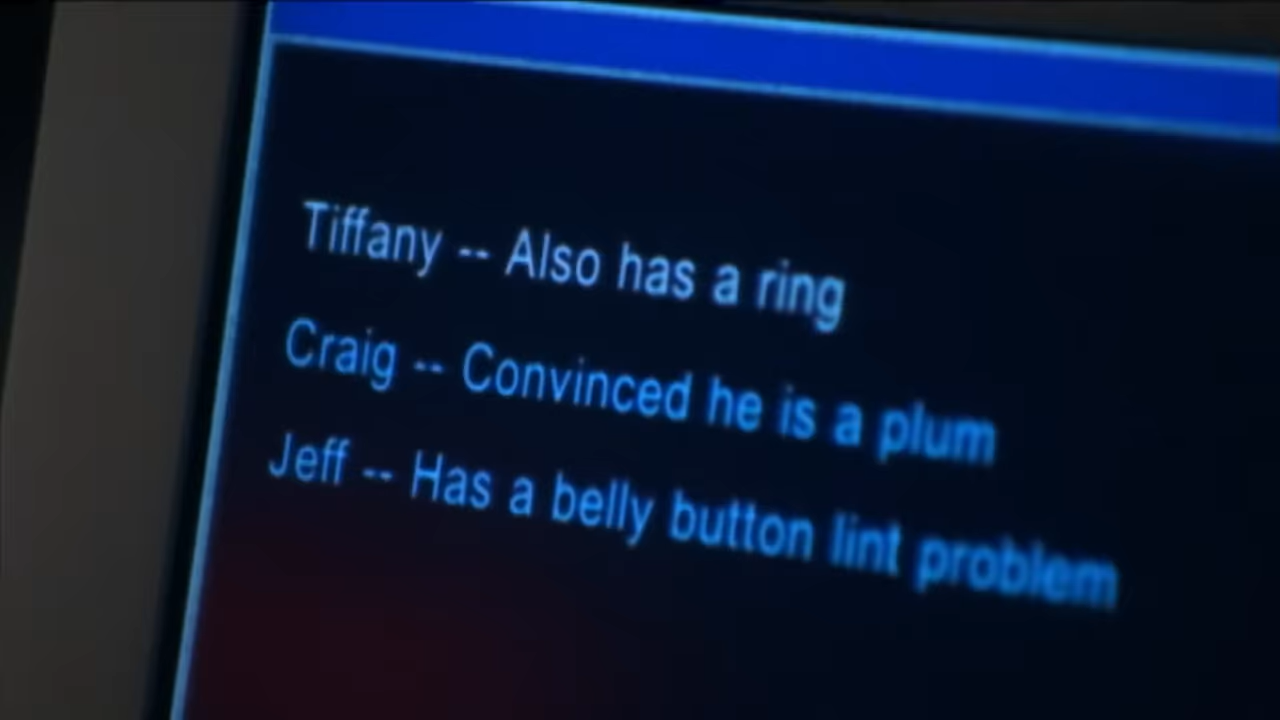 Tiffany -- Also has a ring
Craig -- Convinced he is a plum
Jeff -- Has a belly button lint problem